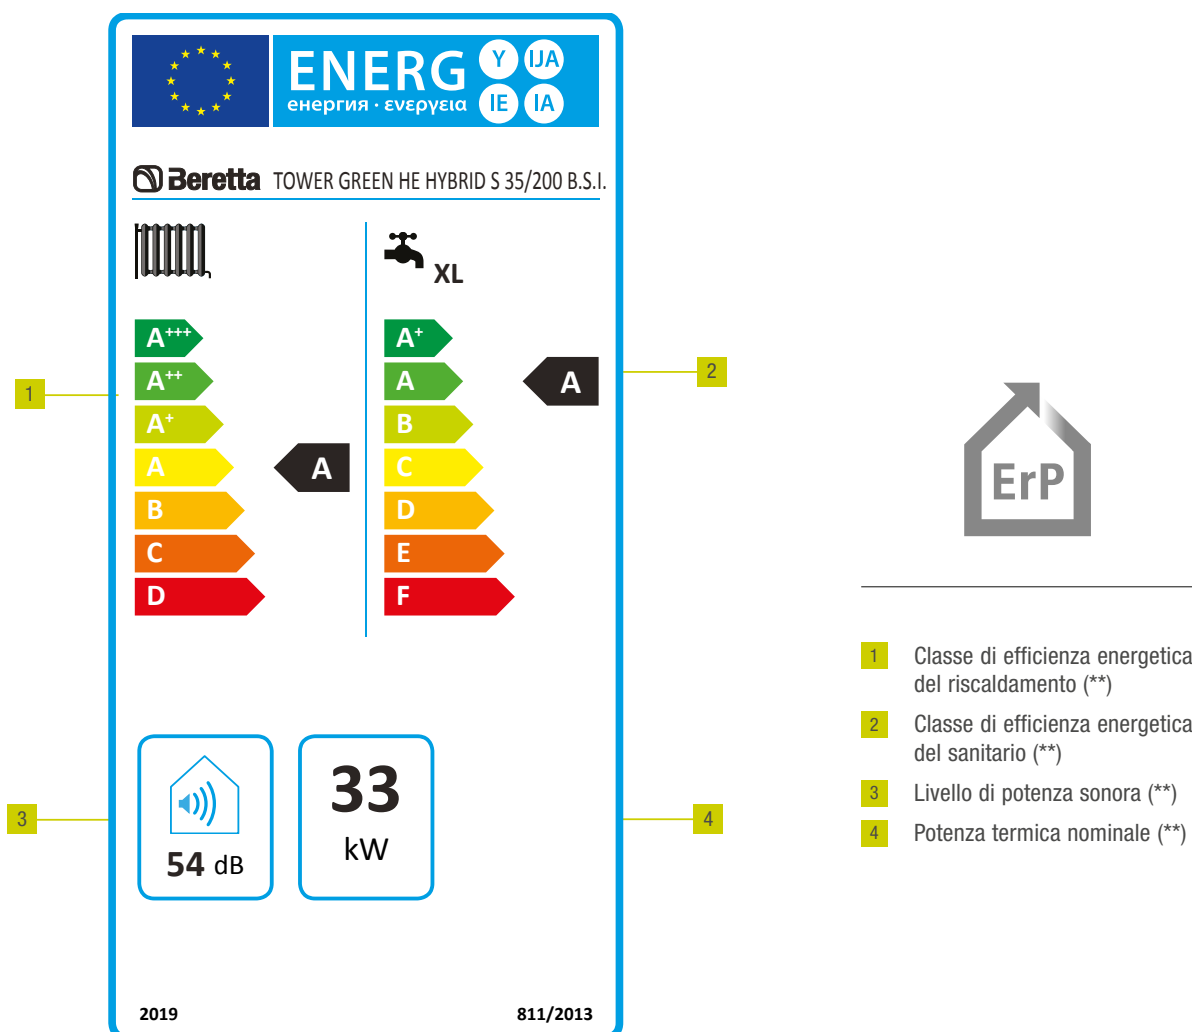 ENERG Y IJA
енергия · ενεργεια IE IA
Beretta TOWER GREEN HE HYBRID S 35/200 B.S.I.
XL
A+++
A++
A+
A
B
C
D
A
A+
A
B
C
D
E
F
A
1
2
54 dB
33
kW
3
4
2019
811/2013
ErP
1 Classe di efficienza energetica
del riscaldamento (**)
2 Classe di efficienza energetica
del sanitario (**)
3 Livello di potenza sonora (**)
4 Potenza termica nominale (**)